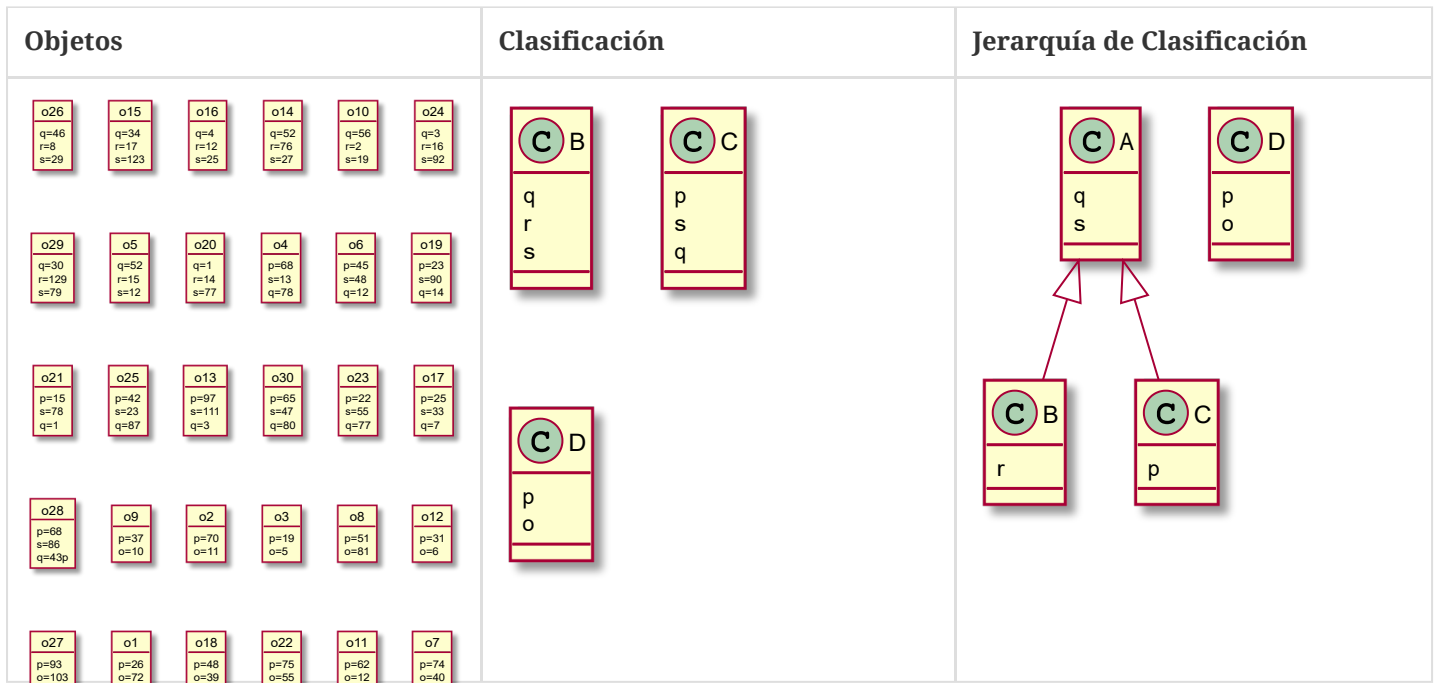 Objetos
Clasificación
Jerarquía de Clasificación
o26
q=46
r=8
s=29
o15
q=34
r=17
s=123
o16
q=4
r=12
s=25
o14
q=52
r=76
s=27
o10
q=56
r=2
s=19
o24
q=3
r=16
s=92
o29
q=30
r=129
s=79
o5
q=52
r=15
s=12
o20
q=1
r=14
s=77
o4
p=68
s=13
q=78
o6
p=45
s=48
q=12
o19
p=23
s=90
q=14
o21
p=15
s=78
q=1
o25
p=42
s=23
q=87
o13
p=97
s=111
q=3
o30
p=65
s=47
q=80
o23
p=22
s=55
q=77
o17
p=25
s=33
q=7
o28
p=68
s=86
q=43p
o9
p=37
o=10
o2
p=70
o=11
o3
p=19
o=5
o8
p=51
o=81
o12
p=31
o=6
o27
p=93
o=103
o1
p=26
o=72
o18
p=48
o=39
o22
p=75
o=55
o11
p=62
o=12
o7
p=74
o=40
C B
q
r
s
C C
p
s
q
C D
p
o
C A
q
s
C D
p
o
C B
r
C C
p